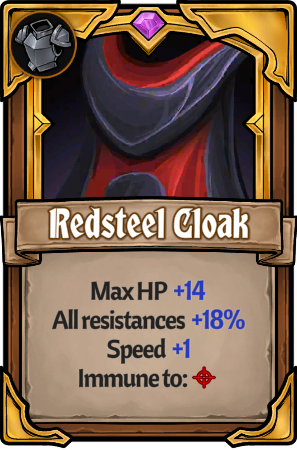 Redsteel Cloak
Max HP +14
All resistances +18%
Speed +1
Immune to: